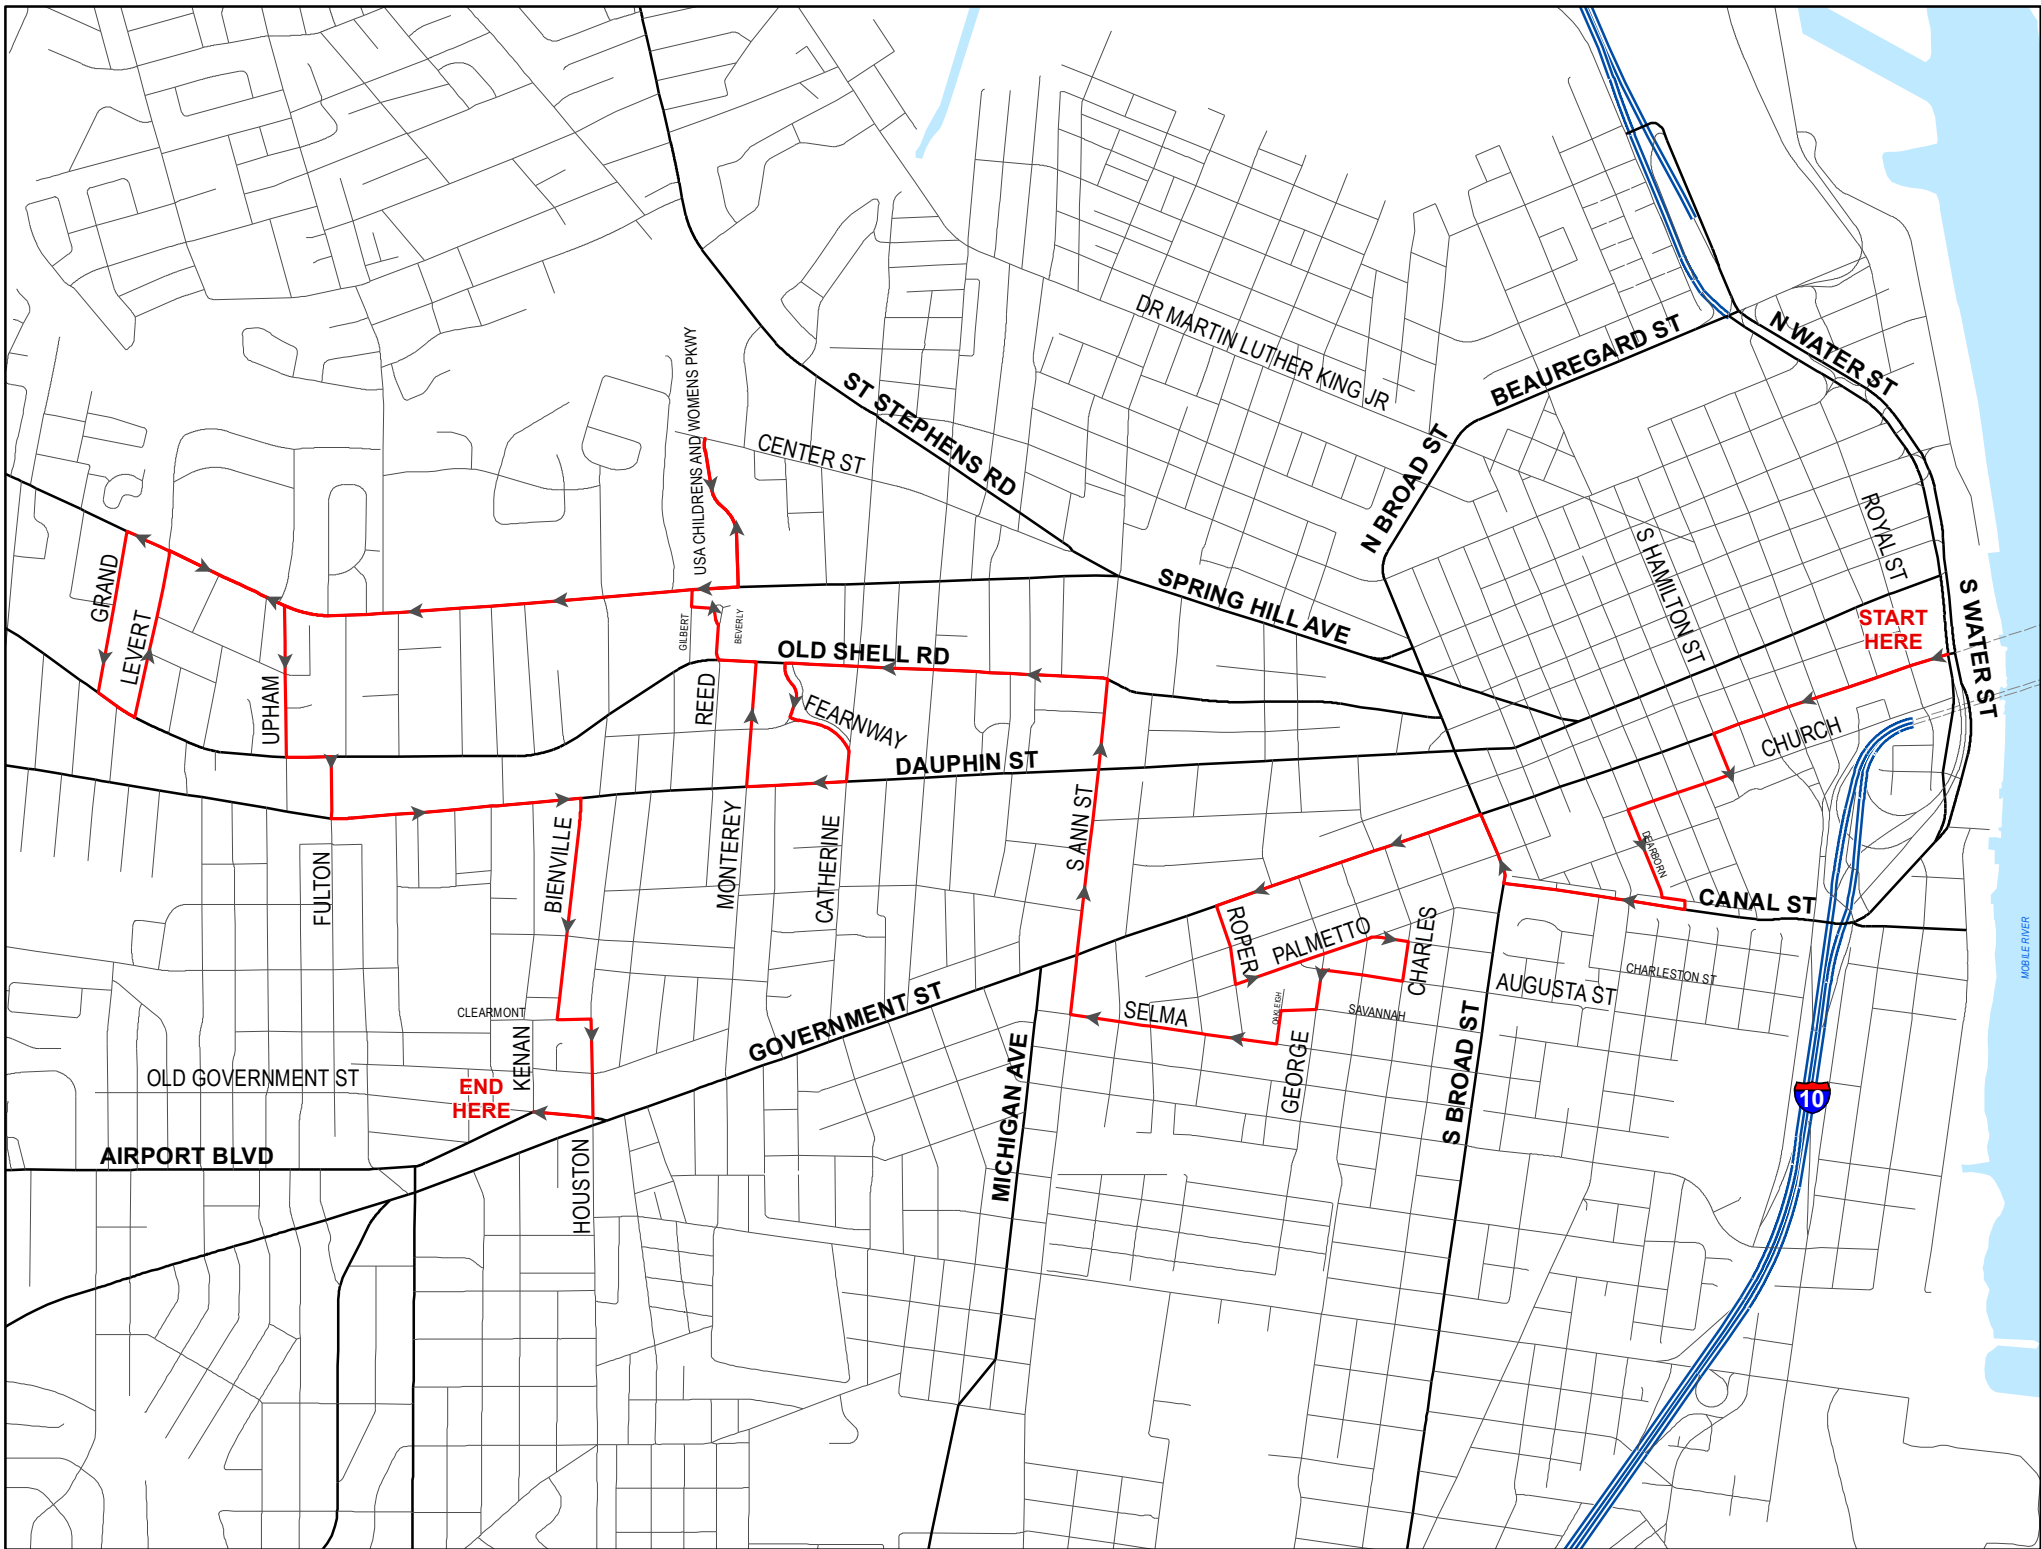 DR MARTIN LUTHER KING JR
BEAUREGARD ST
N WATER ST
USA CHILDRENS AND WOMENS PKWY
ST STEPHENS RD
CENTER ST
N BROAD ST
ROYAL ST
S HAMILTON ST
GRAND
LEVERT
SPRING HILL AVE
START
HERE
S WATER ST
GILBERT
BEVERLY
OLD SHELL RD
UPHAM
REED
FEARNWAY
CHURCH
DAUPHIN ST
S ANN ST
MONTEREY
CATHERINE
BIENVILLE
FULTON
DEARBORN
CANAL ST
ROPER
PALMETTO
CHARLES
MOBILE RIVER
CHARLESTON ST
AUGUSTA ST
CLEARMONT
KENAN
GOVERNMENT ST
SELMA
OAKLEIGH
SAVANNAH
GEORGE
OLD GOVERNMENT ST
END
HERE
MICHIGAN AVE
S BROAD ST
10
AIRPORT BLVD
HOUSTON